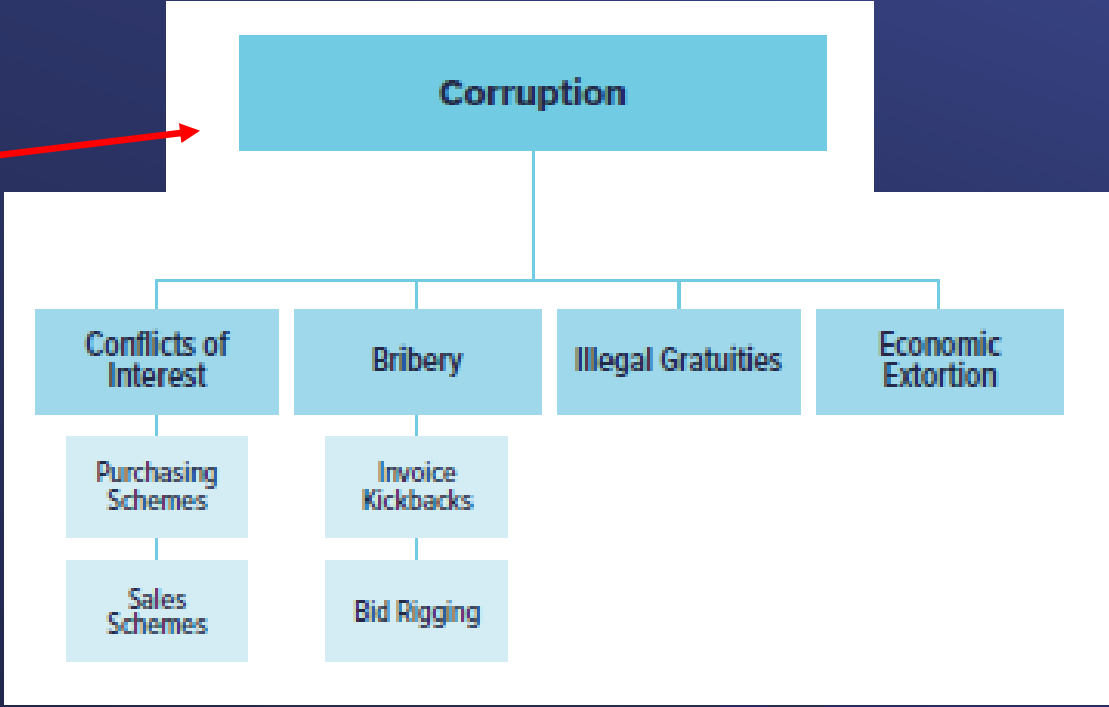 Corruption
Conflicts of
Interest
Bribery
Illegal Gratuities
Economic
Extortion
Purchasing
Schemes
Invoice
Kickbacks
Sales
Schemes
Bid Rigging